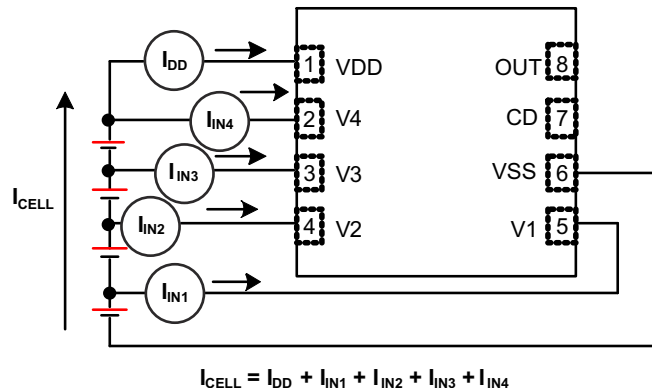 IDD 1 VDD OUT 8
IIN4 2 V4 CD 7
IIN3 3 V3 VSS 6
ICELL
IIN2 4 V2 V1 5
IIN1
ICELL = IDD + IIN1 + IIN2 + IIN3 + IIN4